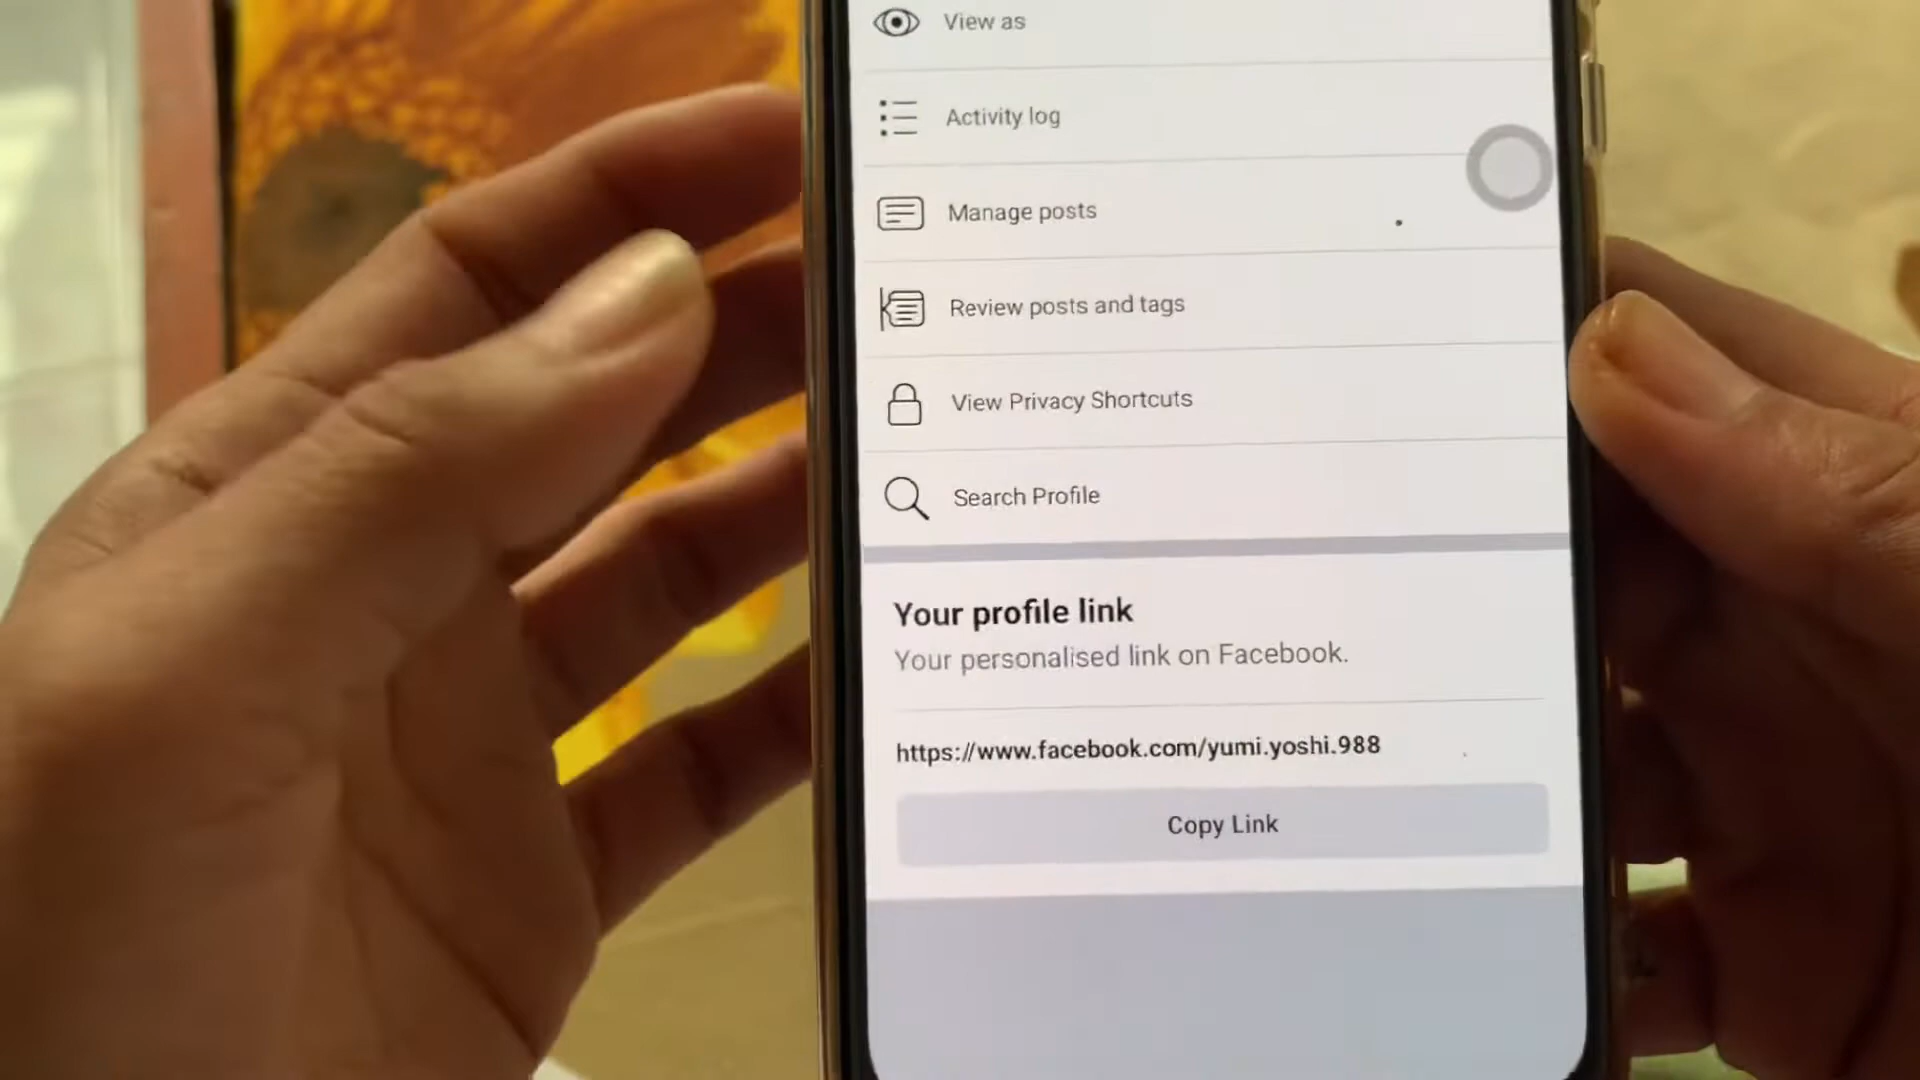 View as
Activity log
Manage posts
Review posts and tags
View Privacy Shortcuts
Search Profile
Your profile link
Your personalised link on Facebook.
https://www.facebook.com/yumi.yoshi.988
Copy Link